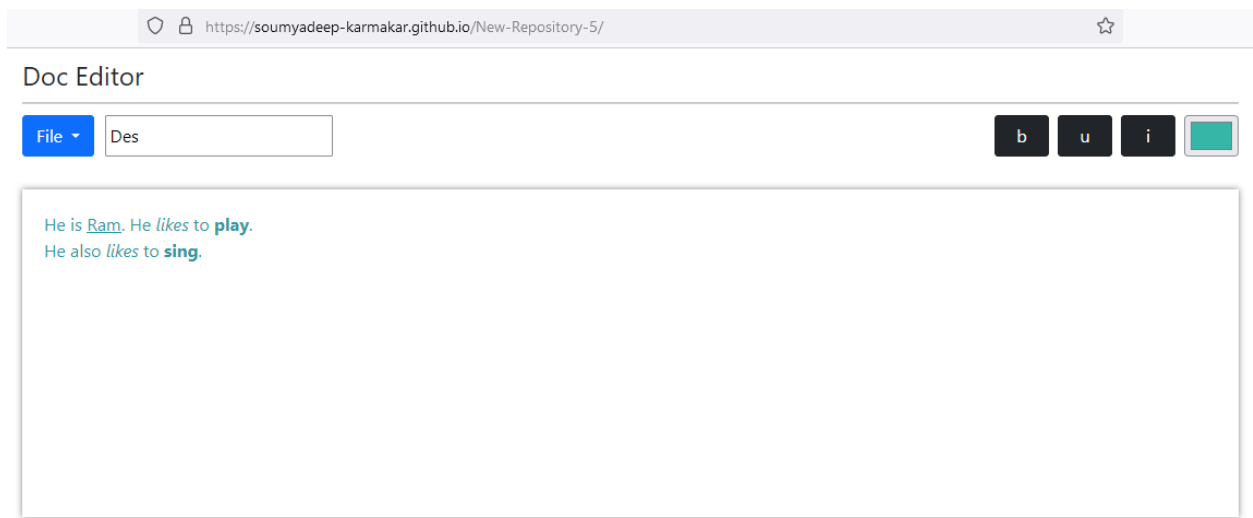 https://soumyadeep-karmakar.github.io/New-Repository-5/
Doc Editor
File Des b u i
He is Ram. He likes to play.
He also likes to sing.